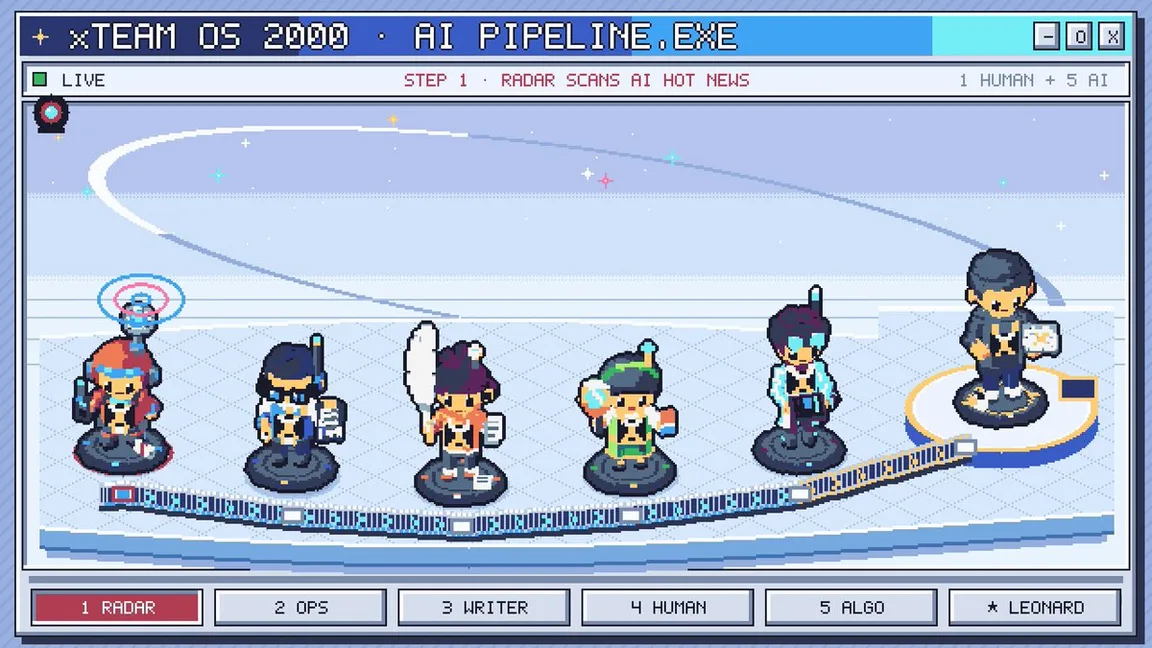 xTEAM OS 2000 · AI PIPELINE.EXE
LIVE
STEP 1 · RADAR SCANS AI HOT NEWS
1 HUMAN + 5 AI
1 RADAR
2 OPS
3 WRITER
4 HUMAN
5 ALGO
★ LEONARD